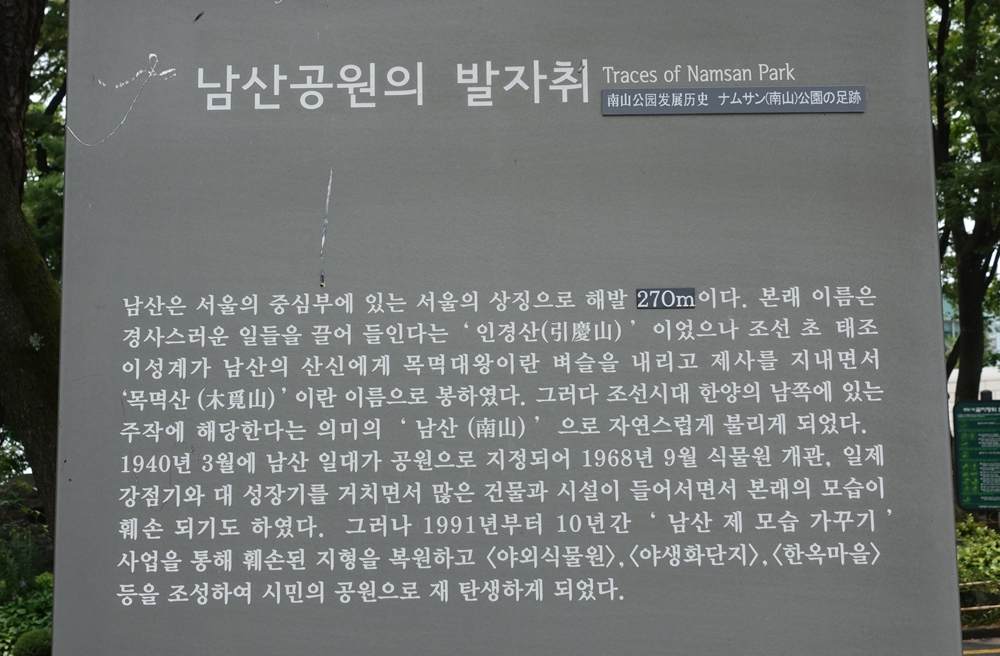 남산공원의 발자취 Traces of Namsan Park
南山公园发展历史 ナムサン(南山)公園の足跡
남산은 서울의 중심부에 있는 서울의 상징으로 해발 270m이다. 본래 이름은
경사스러운 일들을 끌어 들인다는 ‘인경산(引慶山)’ 이었으나 조선 초 태조
이성계가 남산의 산신에게 목멱대왕이란 벼슬을 내리고 제사를 지내면서
‘목멱산 (木覓山)’이란 이름으로 봉하였다. 그러다 조선시대 한양의 남쪽에 있는
주작에 해당한다는 의미의 ‘남산 (南山)’ 으로 자연스럽게 불리게 되었다.
1940년 3월에 남산 일대가 공원으로 지정되어 1968년 9월 식물원 개관, 일제
강점기와 대 성장기를 거치면서 많은 건물과 시설이 들어서면서 본래의 모습이
훼손 되기도 하였다. 그러나 1991년부터 10년간 ‘남산 제 모습 가꾸기’
사업을 통해 훼손된 지형을 복원하고 〈야외식물원〉,〈야생화단지〉,〈한옥마을〉
등을 조성하여 시민의 공원으로 재 탄생하게 되었다.